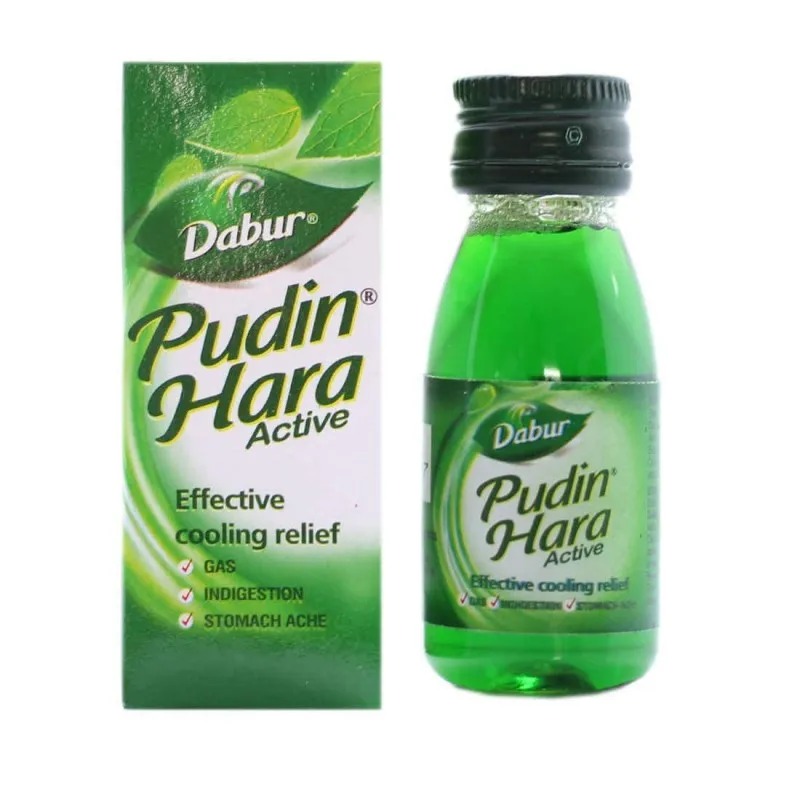 Dabur®
Pudin®
Hara
Active
Effective
cooling relief
GAS
INDIGESTION
STOMACH ACHE
©
Dabur
Pudin®
Hara
Active
Effective cooling relief
GAS INDIGESTION STOMACH ACHE